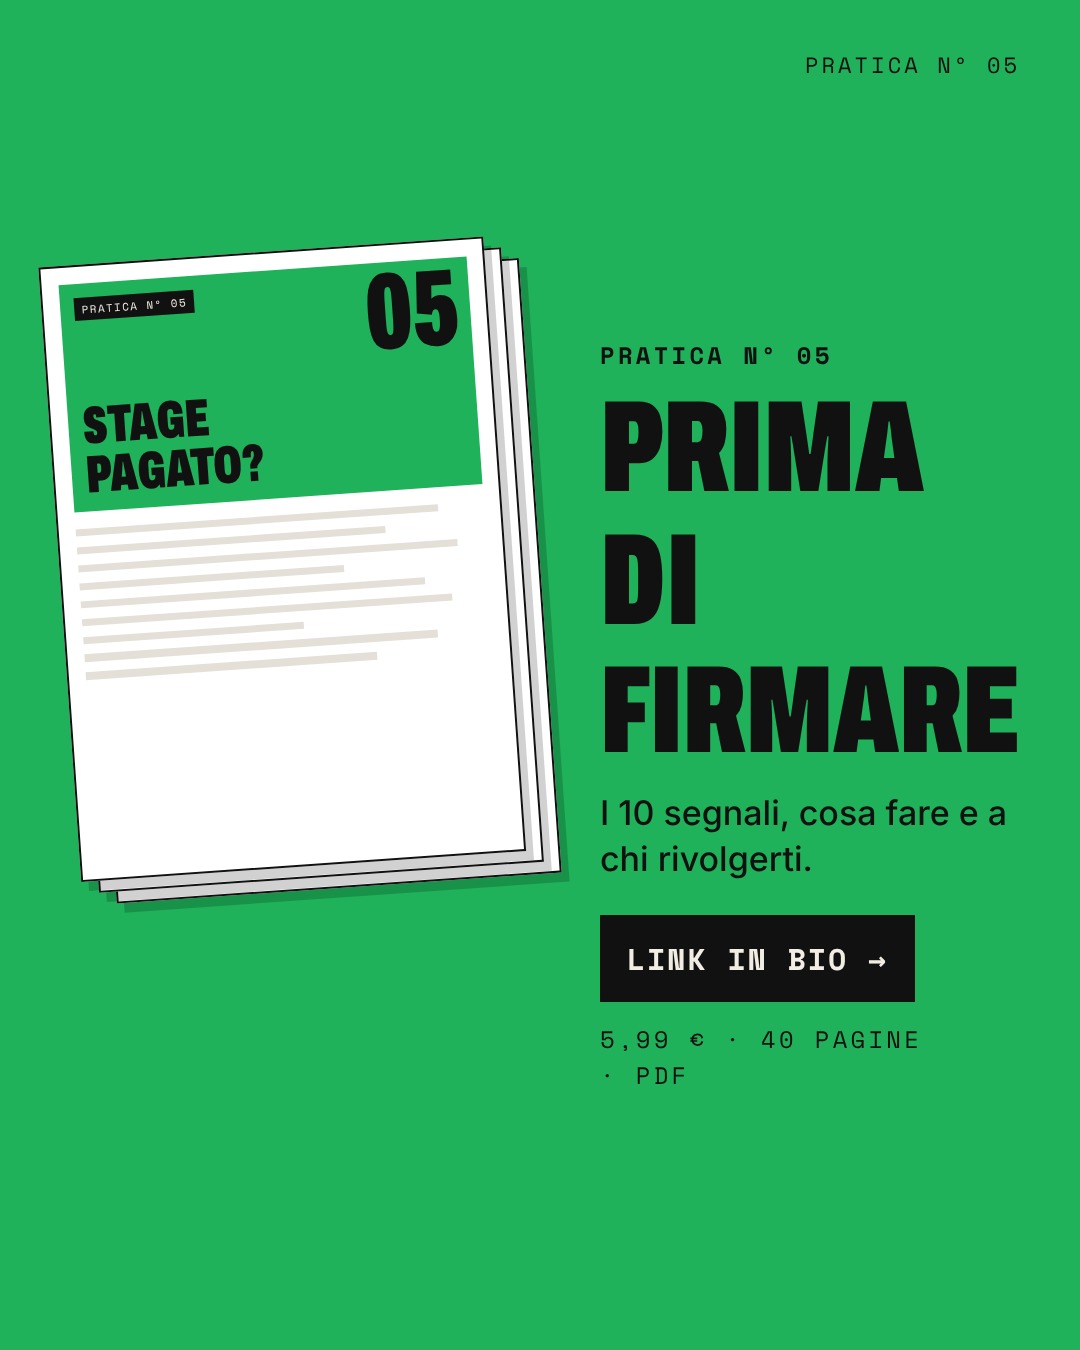 PRATICA N° 05
PRATICA N° 05
05
STAGE
PAGATO?
PRATICA N° 05
PRIMA
DI
FIRMARE
I 10 segnali, cosa fare e a
chi rivolgerti.
LINK IN BIO →
5,99 € · 40 PAGINE
· PDF